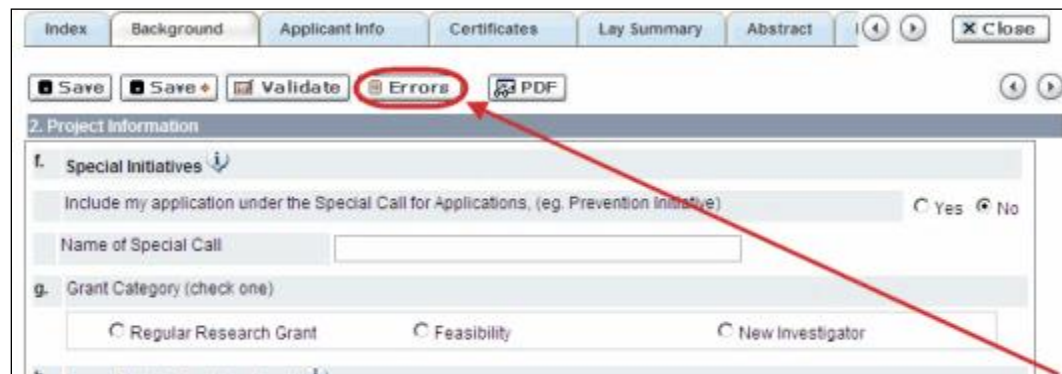 Index Background Applicant Info Certificates Lay Summary Abstract Close
Save Save Validate Errors PDF
2. Project Information
f. Special Initiatives
Include my application under the Special Call for Applications, (eg. Prevention Initiative) Yes No
Name of Special Call
g. Grant Category (check one)
Regular Research Grant Feasibility New Investigator